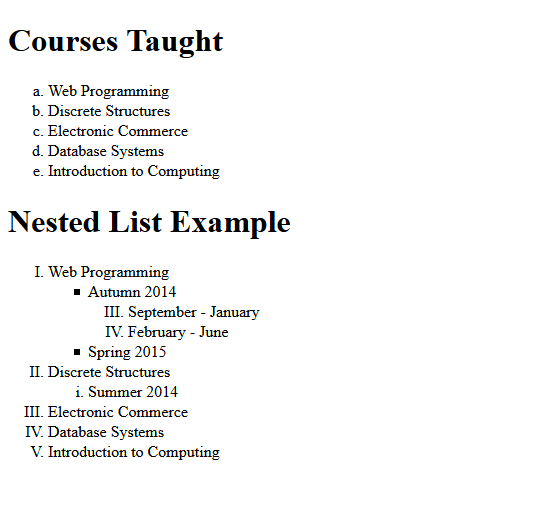 Courses Taught
a. Web Programming
b. Discrete Structures
c. Electronic Commerce
d. Database Systems
e. Introduction to Computing
Nested List Example
I. Web Programming
▪ Autumn 2014
III. September - January
IV. February - June
▪ Spring 2015
II. Discrete Structures
i. Summer 2014
III. Electronic Commerce
IV. Database Systems
V. Introduction to Computing